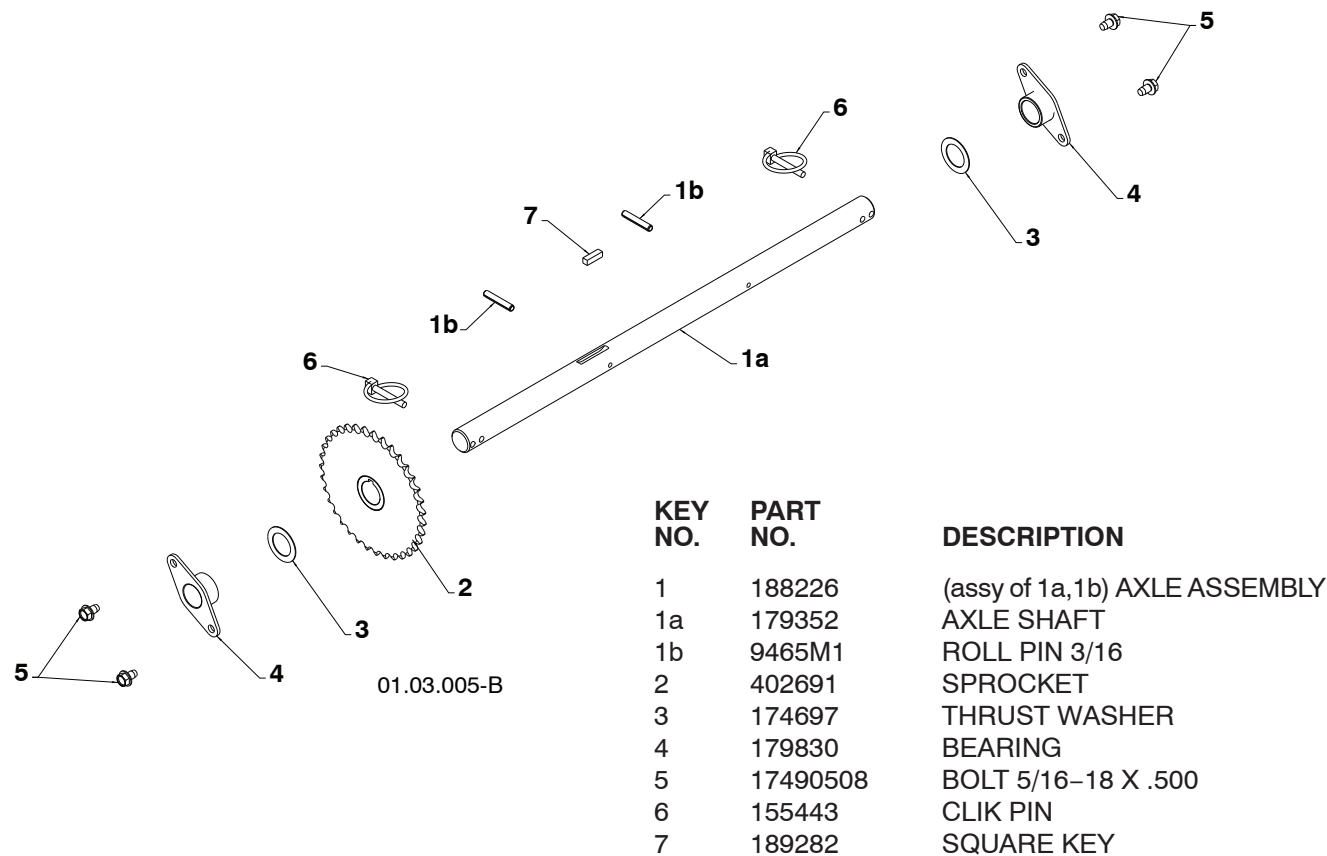 5
6
1b
4
7
3
1b
1a
6
KEY NO. PART NO. DESCRIPTION
2
3
5
4
01.03.005-B
1 188226 (assy of 1a,1b) AXLE ASSEMBLY
1a 179352 AXLE SHAFT
1b 9465M1 ROLL PIN 3/16
2 402691 SPROCKET
3 174697 THRUST WASHER
4 179830 BEARING
5 17490508 BOLT 5/16–18 X .500
6 155443 CLIK PIN
7 189282 SQUARE KEY